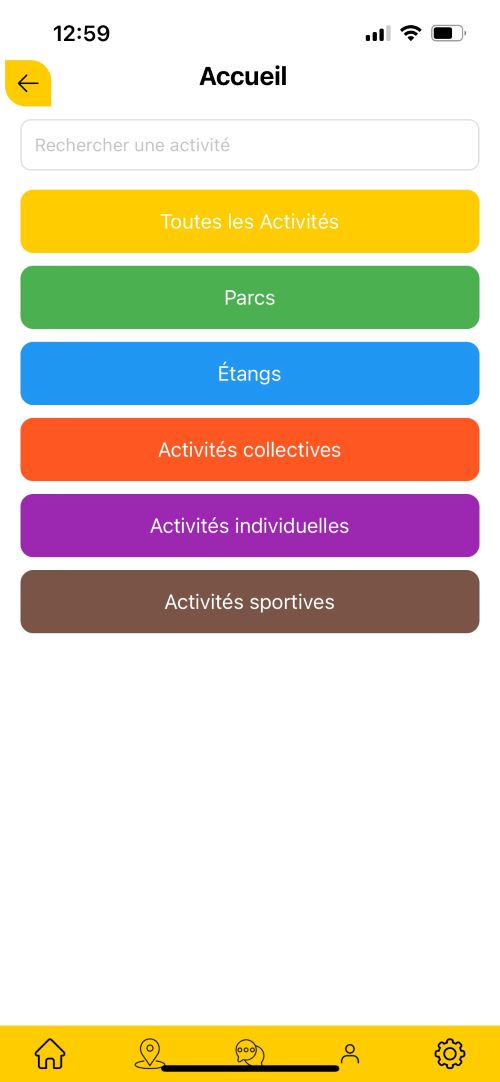 12:59
Accueil
Rechercher une activité
Toutes les Activités
Parcs
Étangs
Activités collectives
Activités individuelles
Activités sportives